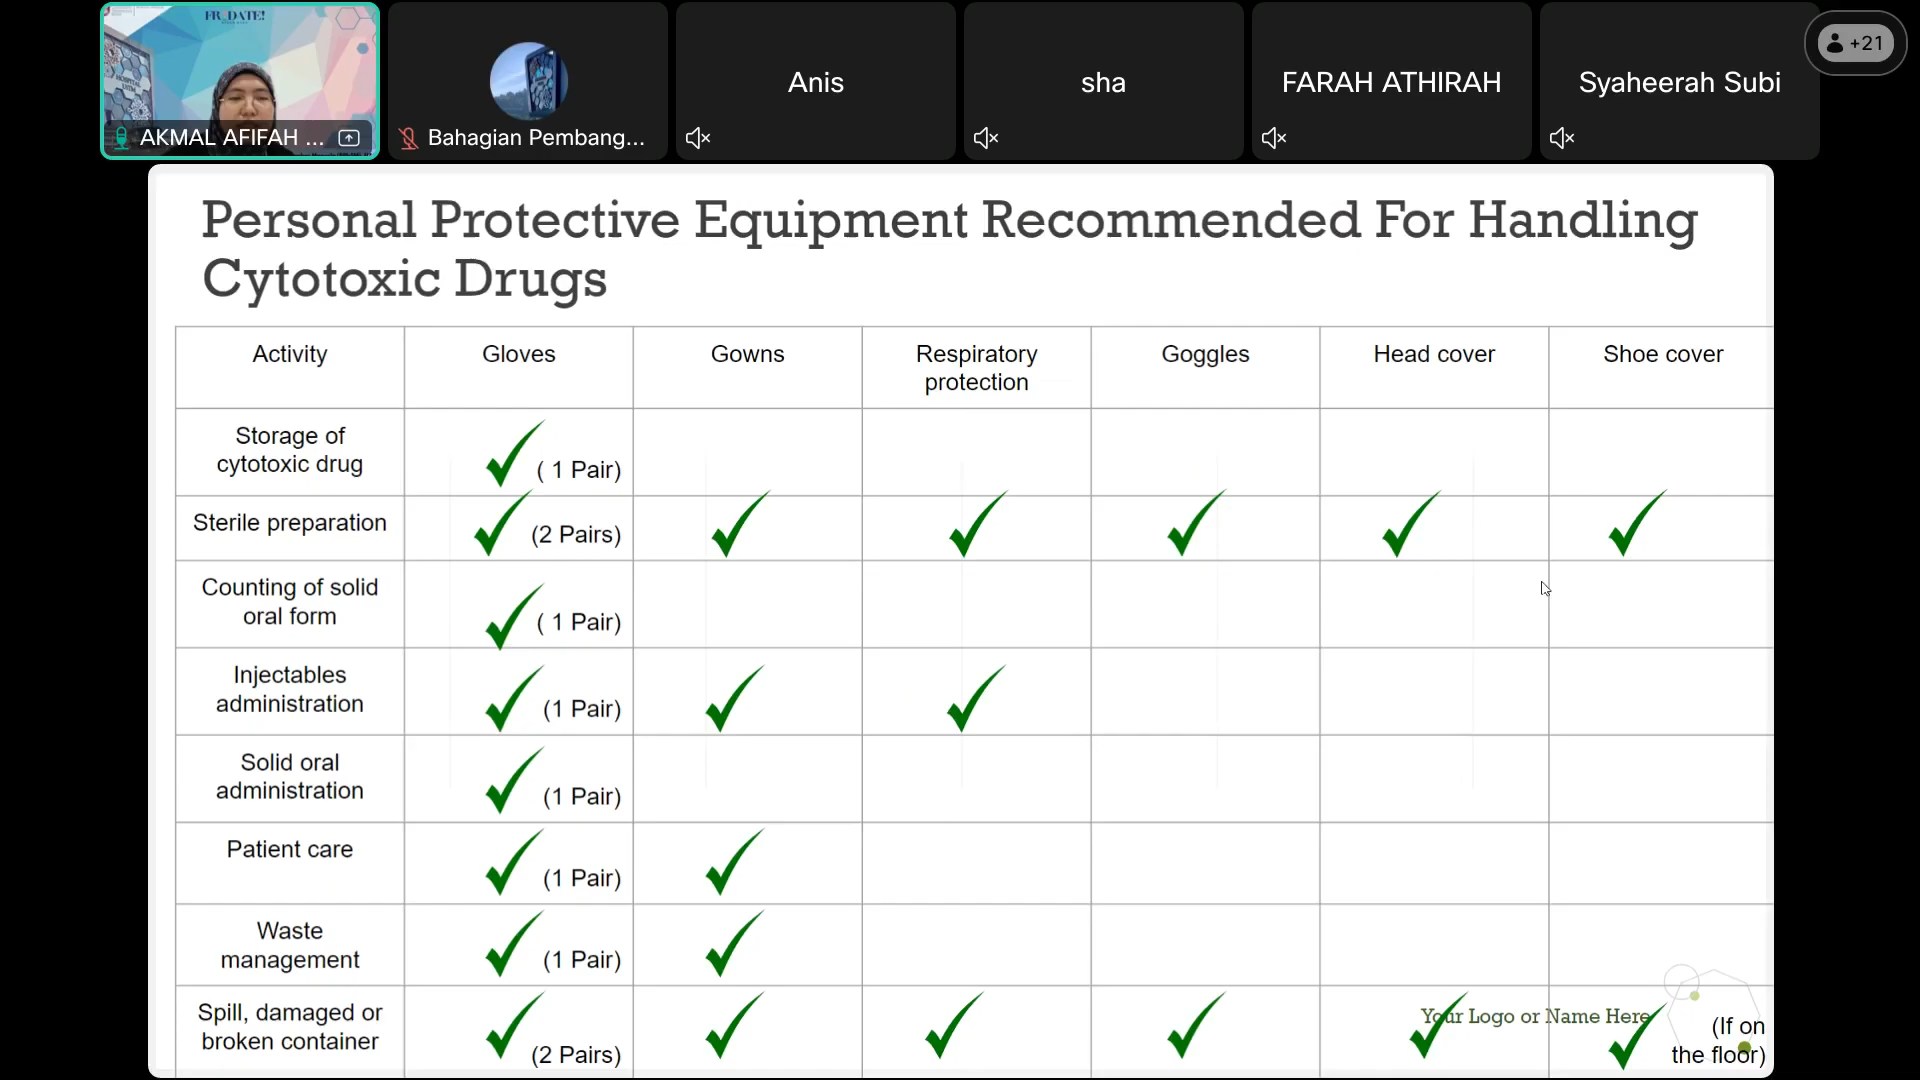 FR DATE!
HOSPITAL
AKMAL AFIFAH ...
Bahagian Pembang...
Anis
sha
FARAH ATHIRAH
Syaheerah Subi
+21
Personal Protective Equipment Recommended For Handling
Cytotoxic Drugs
Activity
Gloves
Gowns
Respiratory
protection
Goggles
Head cover
Shoe cover
Storage of
cytotoxic drug
( 1 Pair)
Sterile preparation
(2 Pairs)
Counting of solid
oral form
( 1 Pair)
Injectables
administration
(1 Pair)
Solid oral
administration
(1 Pair)
Patient care
(1 Pair)
Waste
management
(1 Pair)
Spill, damaged or
broken container
(2 Pairs)
Your Logo or Name Here
(If on
the floor)